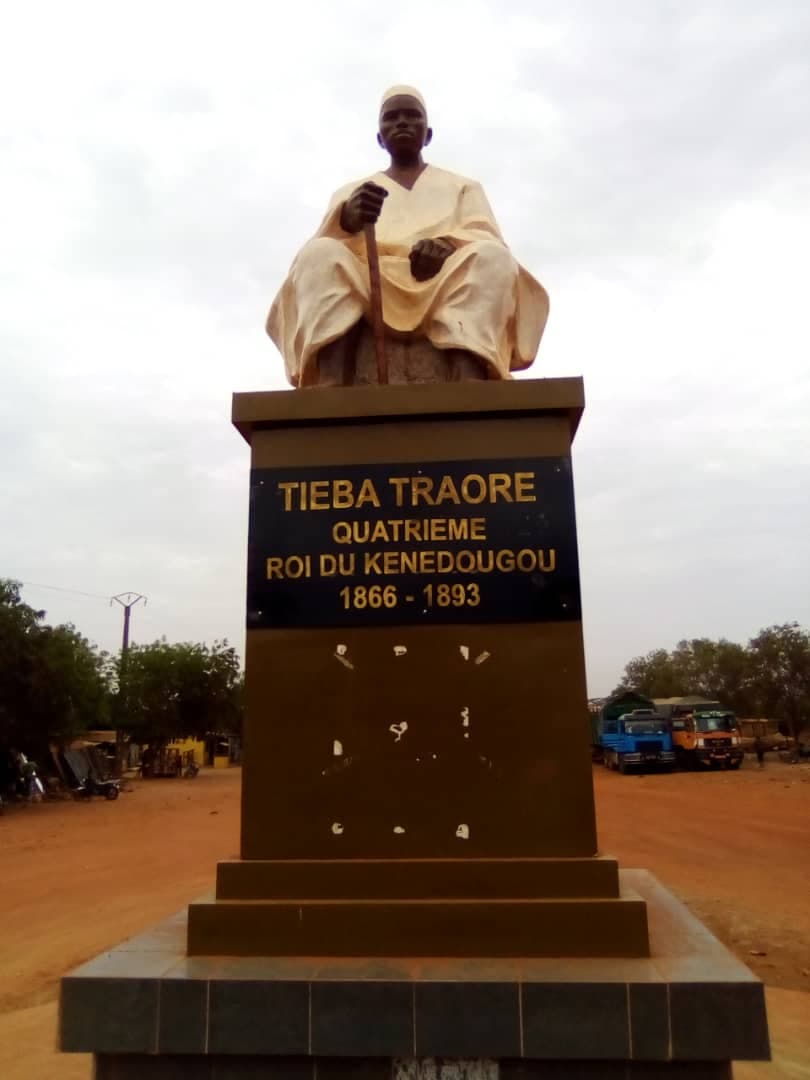 TIEBA TRAORE
QUATRIEME
ROI DU KENEDOUGOU
1866 - 1893